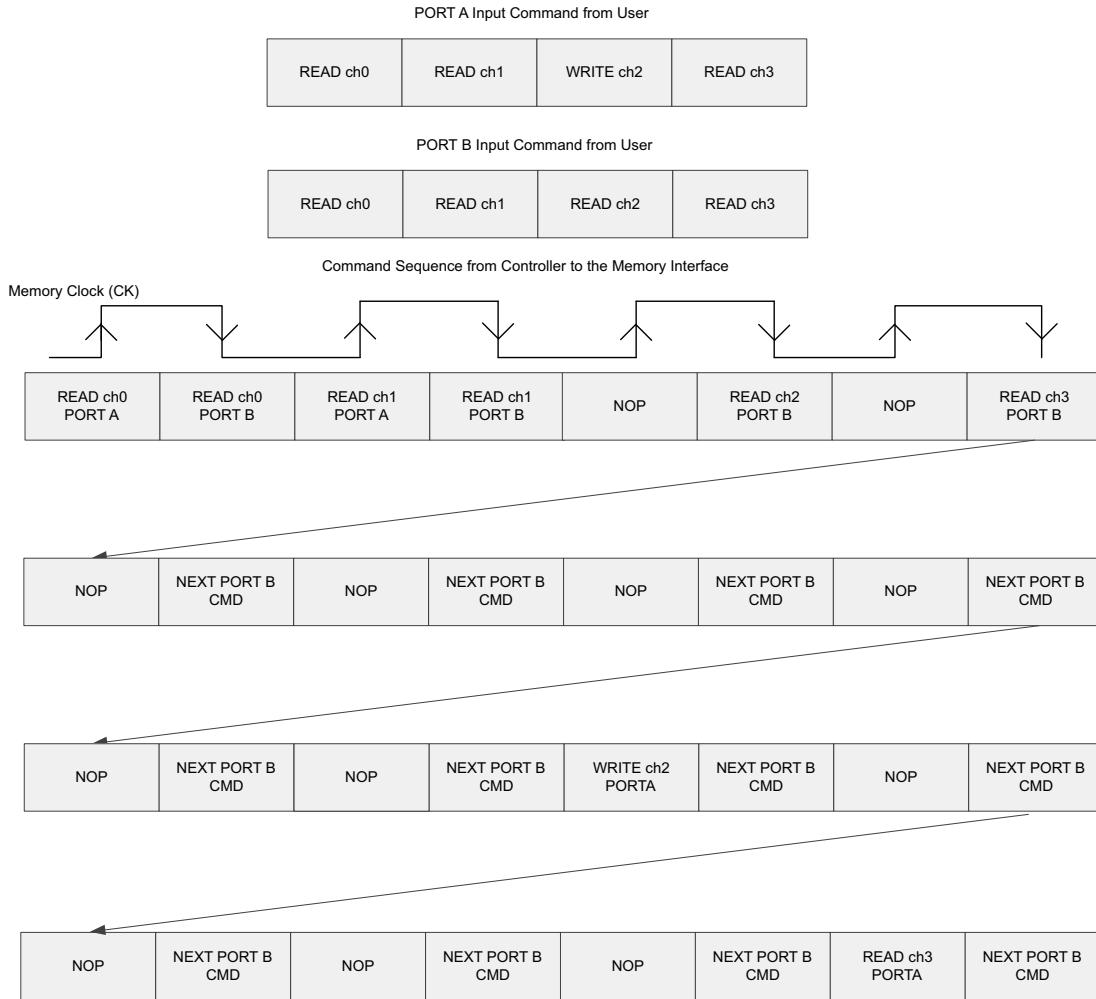 PORT A Input Command from User
READ ch0
READ ch1
WRITE ch2
READ ch3
PORT B Input Command from User
READ ch0
READ ch1
READ ch2
READ ch3
Command Sequence from Controller to the Memory Interface
Memory Clock (CK)
READ ch0
PORT A
READ ch0
PORT B
READ ch1
PORT A
READ ch1
PORT B
NOP
READ ch2
PORT B
NOP
READ ch3
PORT B
NOP
NEXT PORT B
CMD
NOP
NEXT PORT B
CMD
NOP
NEXT PORT B
CMD
NOP
NEXT PORT B
CMD
NOP
NEXT PORT B
CMD
NOP
NEXT PORT B
CMD
WRITE ch2
PORTA
NEXT PORT B
CMD
NOP
NEXT PORT B
CMD
NOP
NEXT PORT B
CMD
NOP
NEXT PORT B
CMD
NOP
NEXT PORT B
CMD
READ ch3
PORTA
NEXT PORT B
CMD